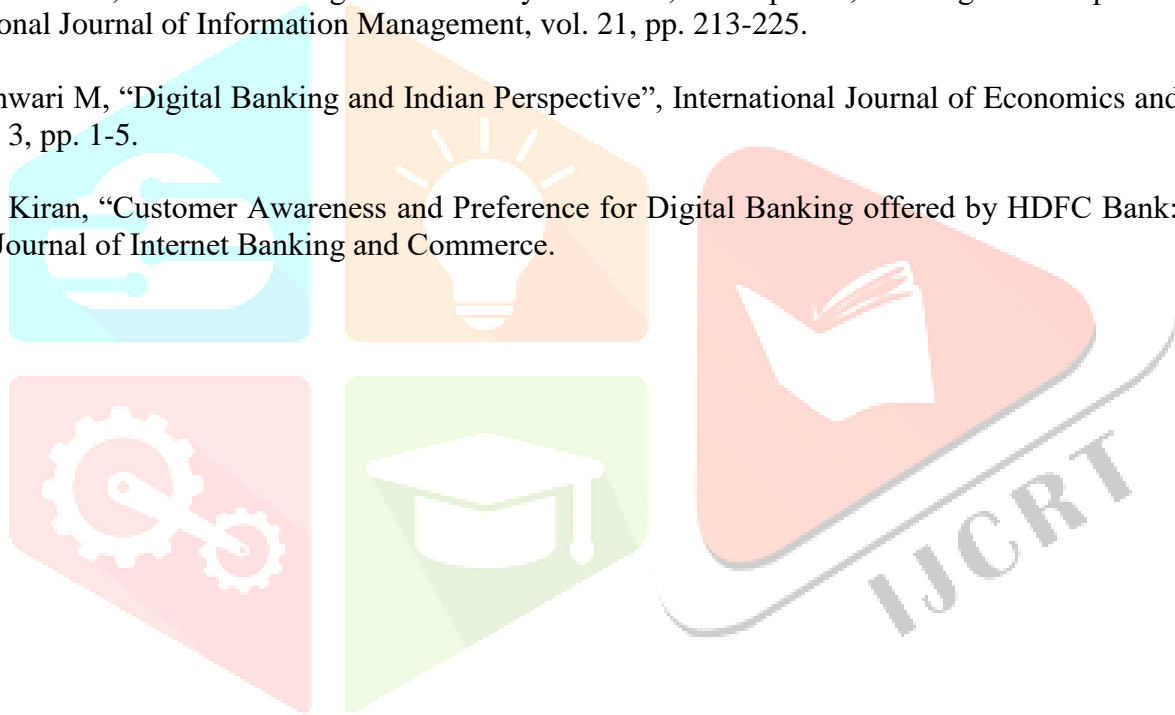 onal Journal of Information Management, vol. 21, pp. 213-225.
nwari M, “Digital Banking and Indian Perspective”, International Journal of Economics and
3, pp. 1-5.
Kiran, “Customer Awareness and Preference for Digital Banking offered by HDFC Bank:
Journal of Internet Banking and Commerce.
IJCRT